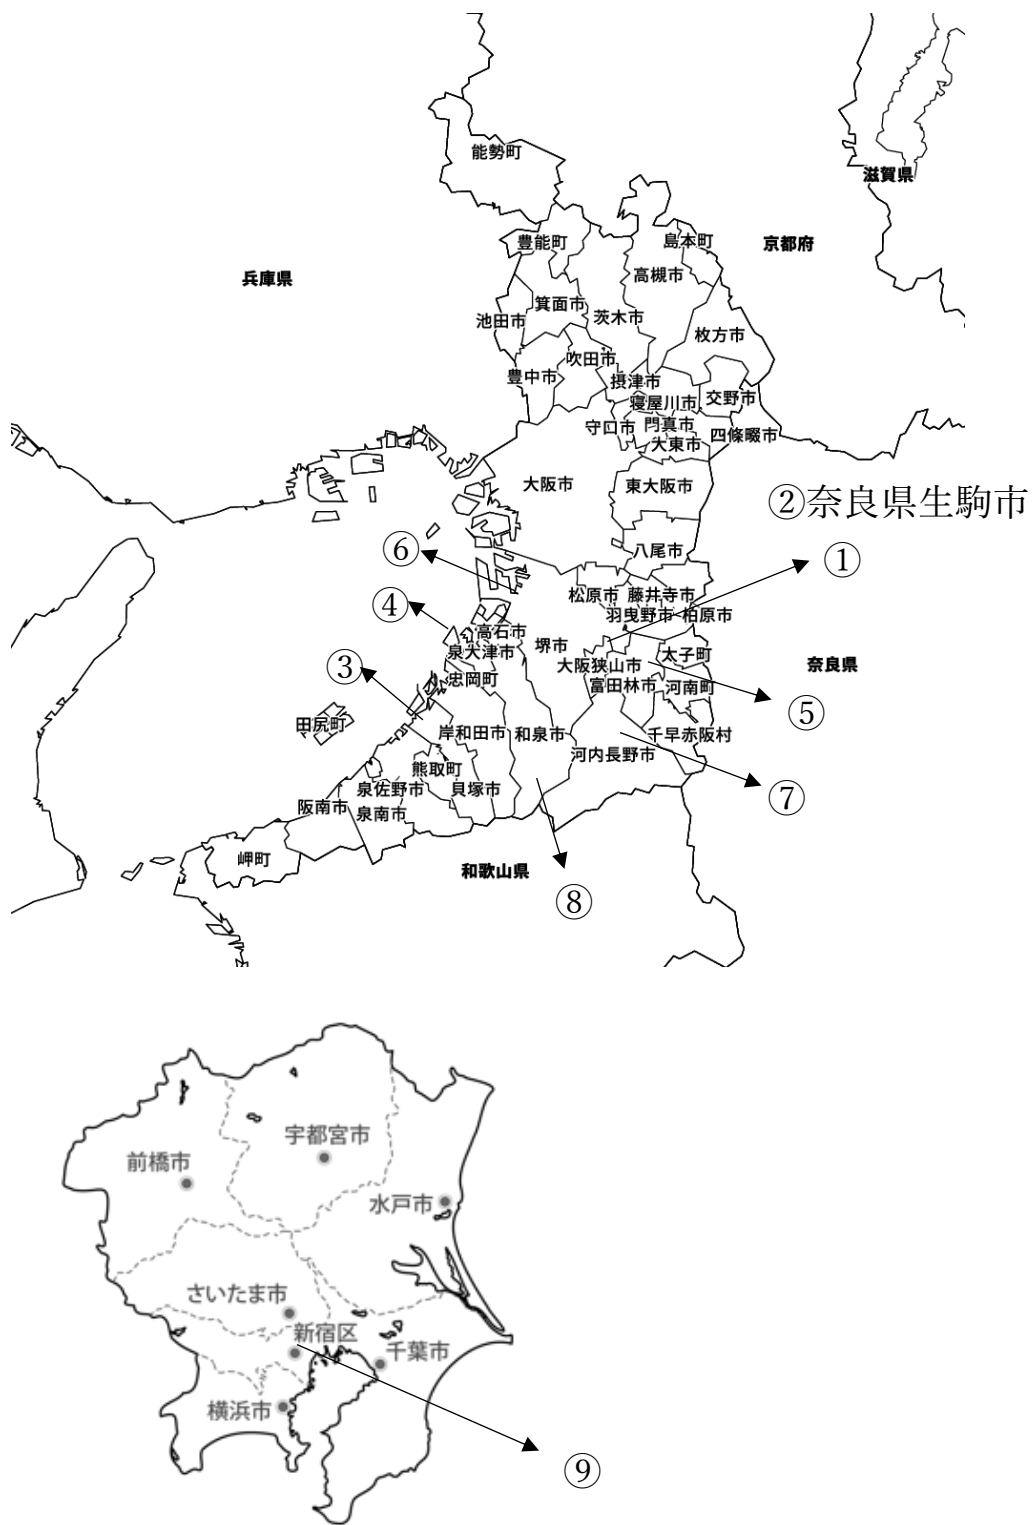 能勢町
滋賀県
豊能町
島本町
京都府
兵庫県
高槻市
箕面市
池田市
茨木市
枚方市
吹田市
豊中市
摂津市
寝屋川市
交野市
守口市
門真市
四條畷市
大東市
大阪市
東大阪市
②奈良県生駒市
⑥
八尾市
①
松原市
藤井寺市
④
羽曳野市
柏原市
高石市
堺市
泉大津市
太子町
③
大阪狭山市
奈良県
忠岡町
富田林市
河南町
⑤
田尻町
岸和田市
和泉市
千早赤阪村
河内長野市
熊取町
泉佐野市
貝塚市
⑦
阪南市
泉南市
岬町
和歌山県
⑧
宇都宮市
前橋市
水戸市
さいたま市
新宿区
千葉市
横浜市
⑨